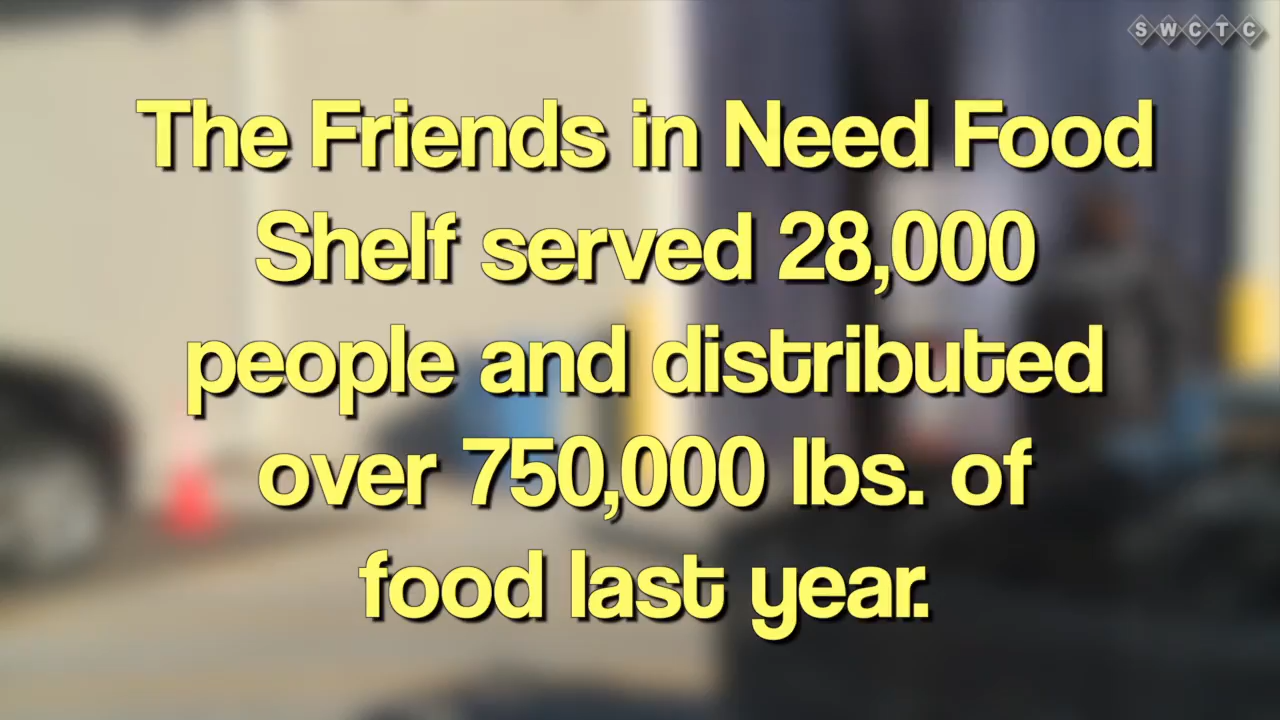 SWCTC
The Friends in Need Food
Shelf served 28,000
people and distributed
over 750,000 lbs. of
food last year.